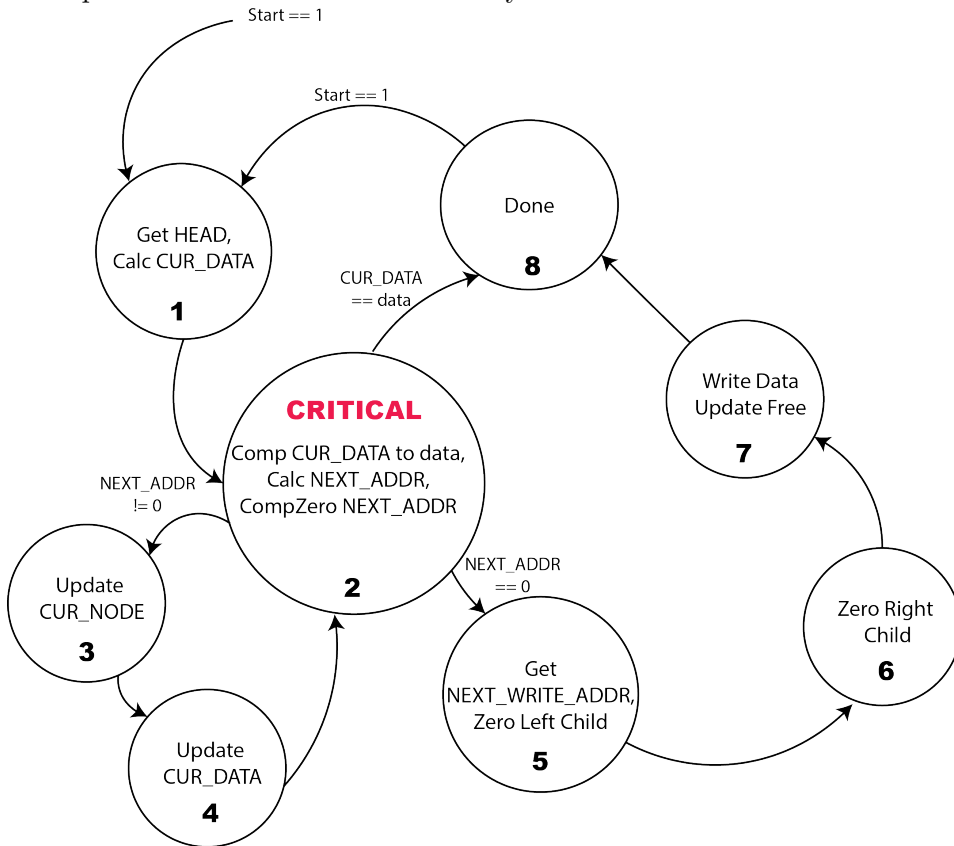 Start == 1
Start == 1
Get HEAD,
Calc CUR_DATA
1
Done
8
CUR_DATA
== data
CRITICAL
Comp CUR_DATA to data,
Calc NEXT_ADDR,
CompZero NEXT_ADDR
2
Write Data
Update Free
7
NEXT_ADDR
!= 0
Update
CUR_NODE
3
Update
CUR_DATA
4
NEXT_ADDR
== 0
Get
NEXT_WRITE_ADDR,
Zero Left Child
5
Zero Right
Child
6